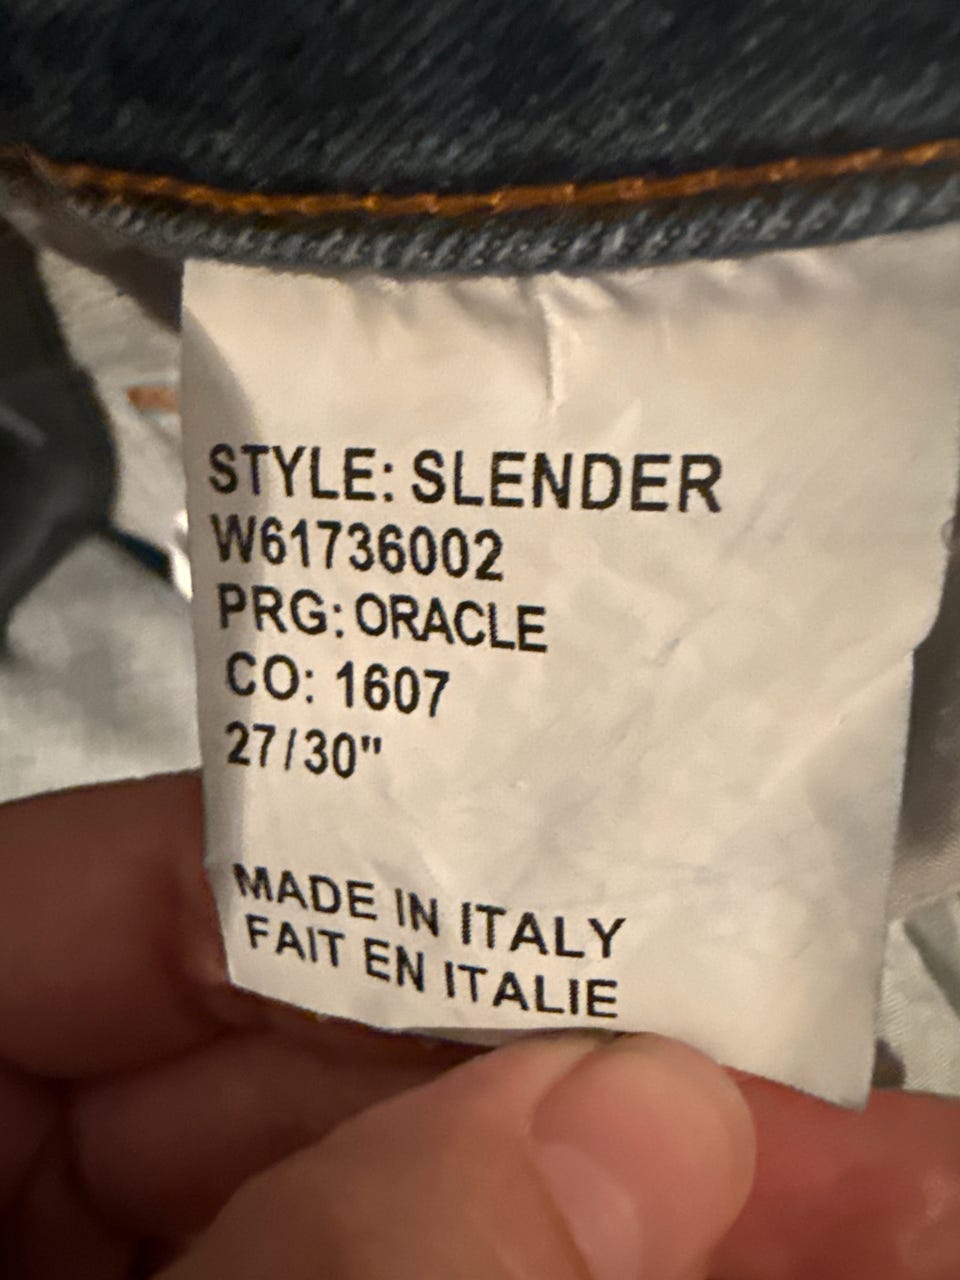 STYLE: SLENDER
W61736002
PRG: ORACLE
CO: 1607
27/30"
MADE IN ITALY
FAIT EN ITALIE